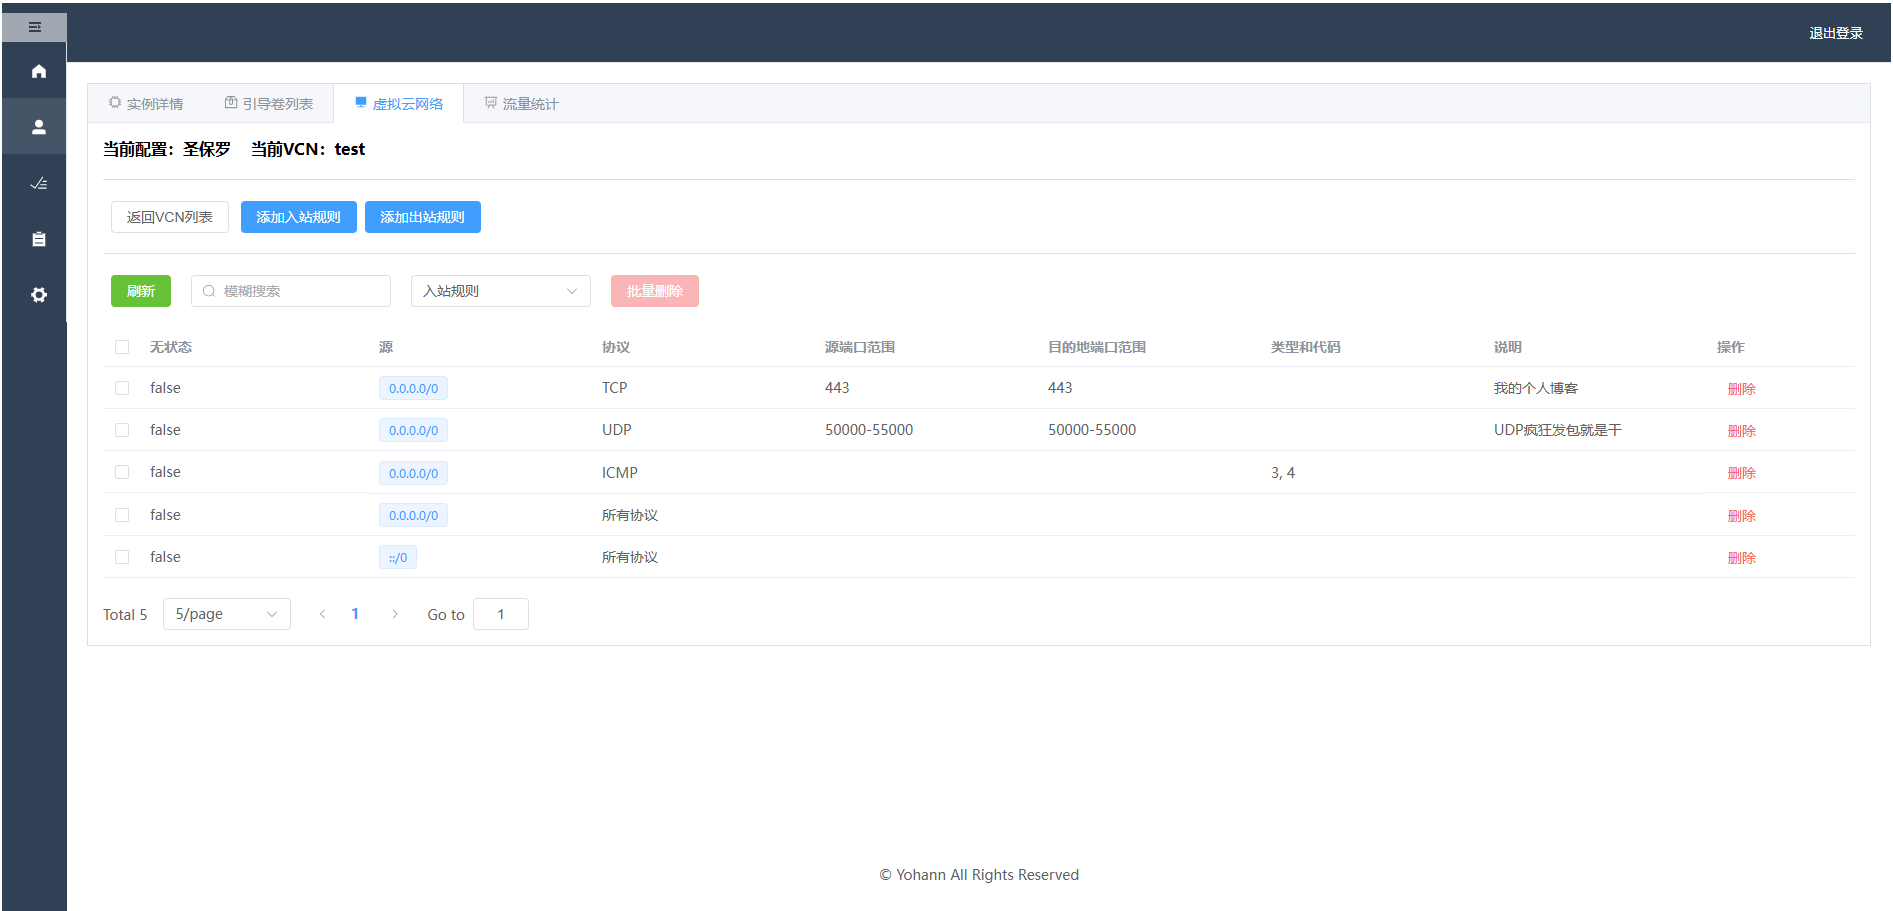 退出登录
实例详情 引导卷列表 虚拟云网络 流量统计
当前配置：圣保罗 当前VCN：test
返回VCN列表 添加入站规则 添加出站规则
刷新 模糊搜索 入站规则 批量删除
无状态 源 协议 源端口范围 目的地端口范围 类型和代码 说明 操作
false 0.0.0.0/0 TCP 443 443 我的个人博客 删除
false 0.0.0.0/0 UDP 50000-55000 50000-55000 UDP疯狂发包就是干 删除
false 0.0.0.0/0 ICMP 3, 4 删除
false 0.0.0.0/0 所有协议 删除
false ::/0 所有协议 删除
Total 5 5/page 1 Go to 1
© Yohann All Rights Reserved